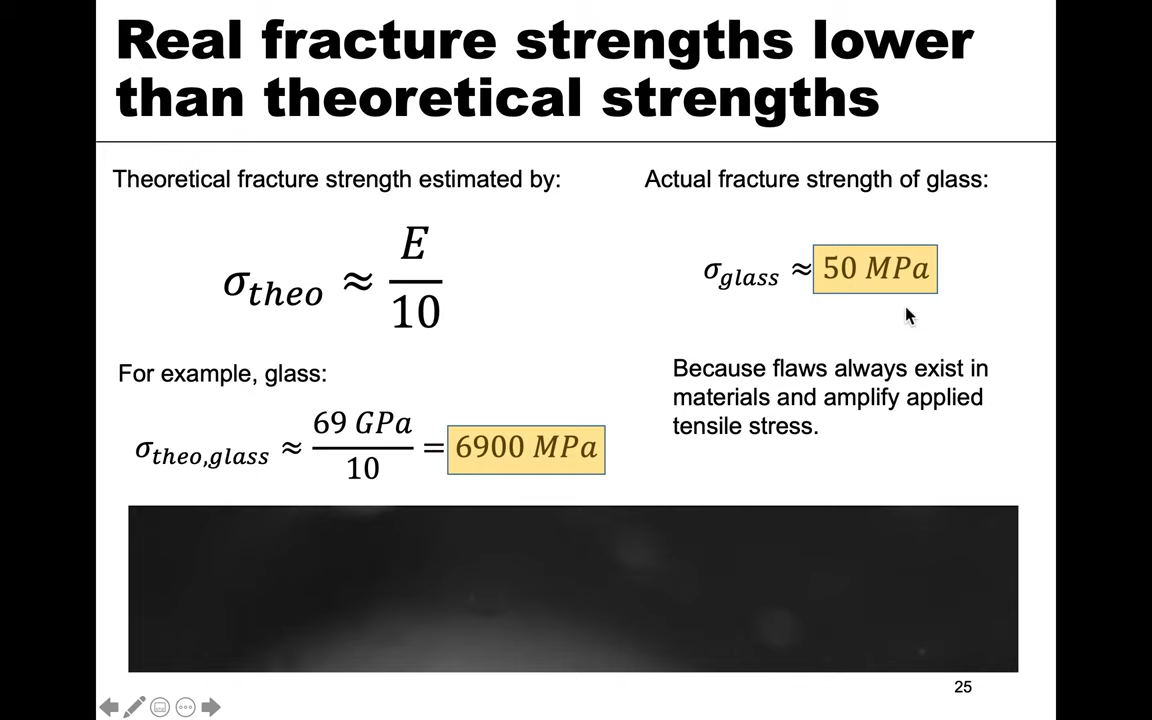 Real fracture strengths lower
than theoretical strengths
Theoretical fracture strength estimated by:
σ_theo ≈ E/10
For example, glass:
σ_theo,glass ≈ 69 GPa/10 = 6900 MPa
Actual fracture strength of glass:
σ_glass ≈ 50 MPa
Because flaws always exist in
materials and amplify applied
tensile stress.
25